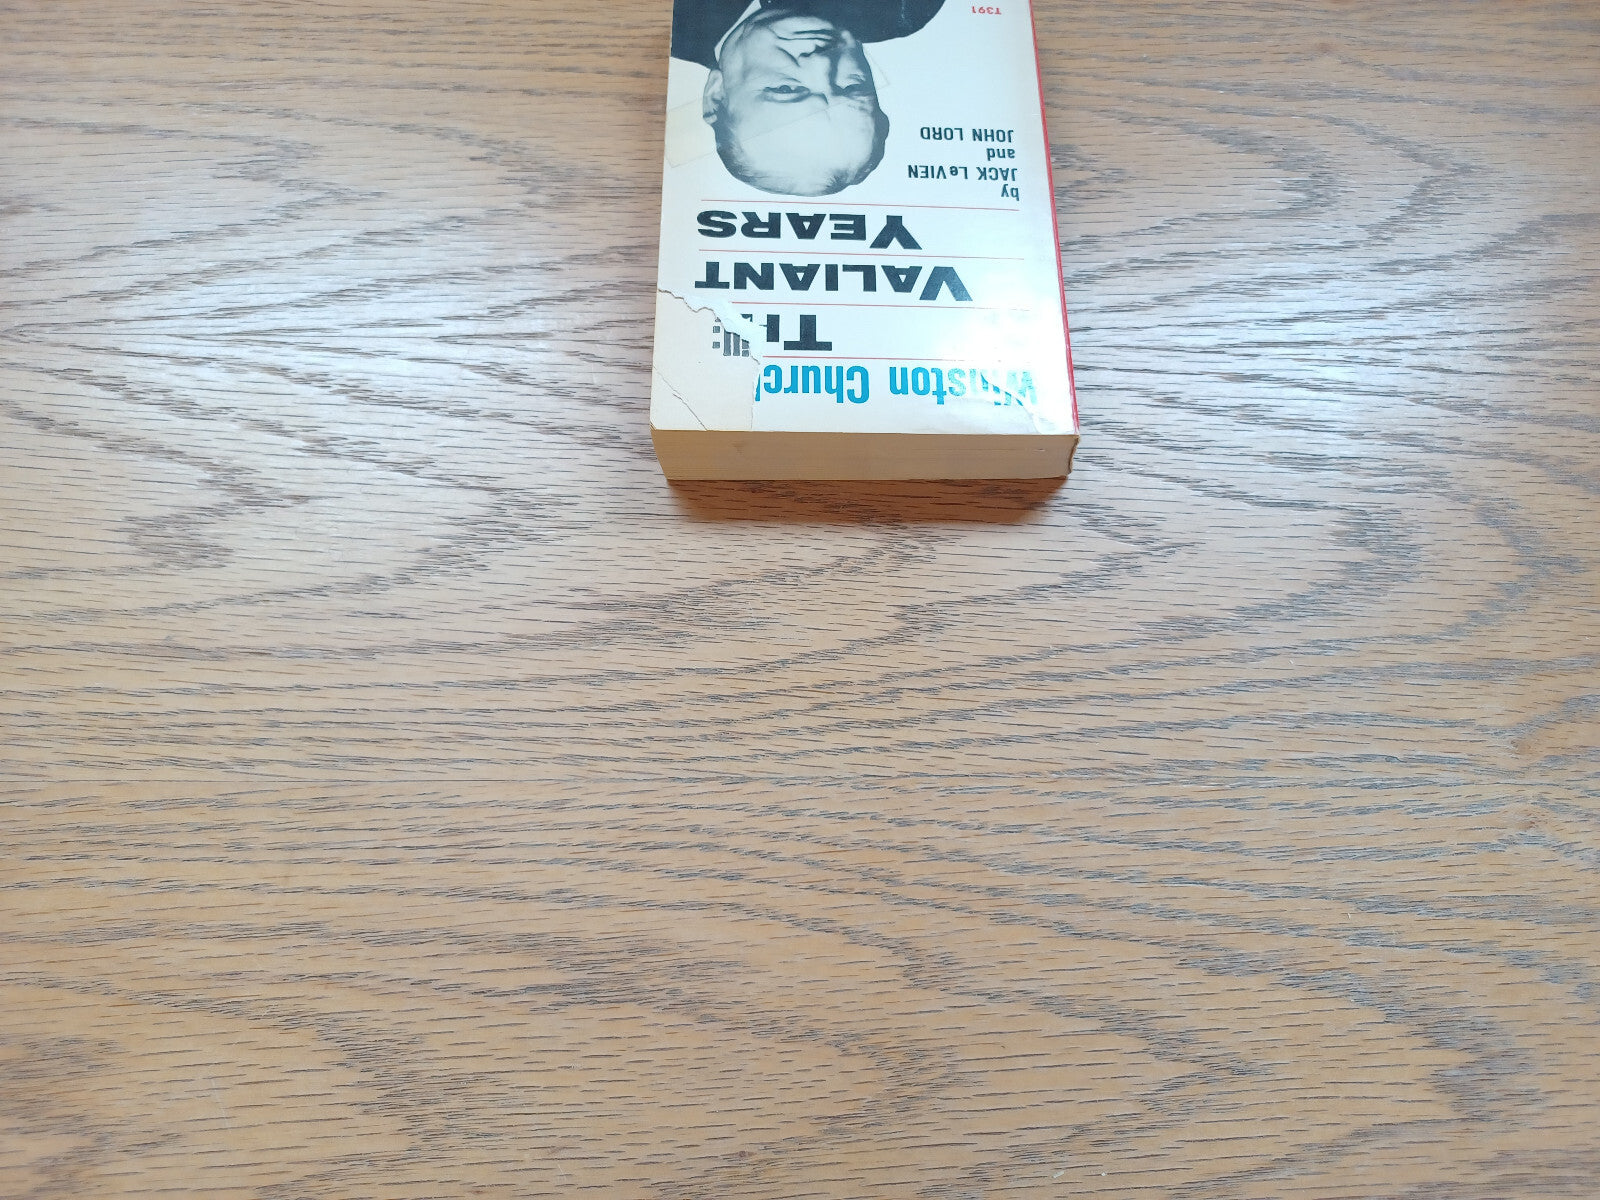 Winston Churc
THE
VALIANT
YEARS
by
JACK LeVIEN
and
JOHN LORD
T391